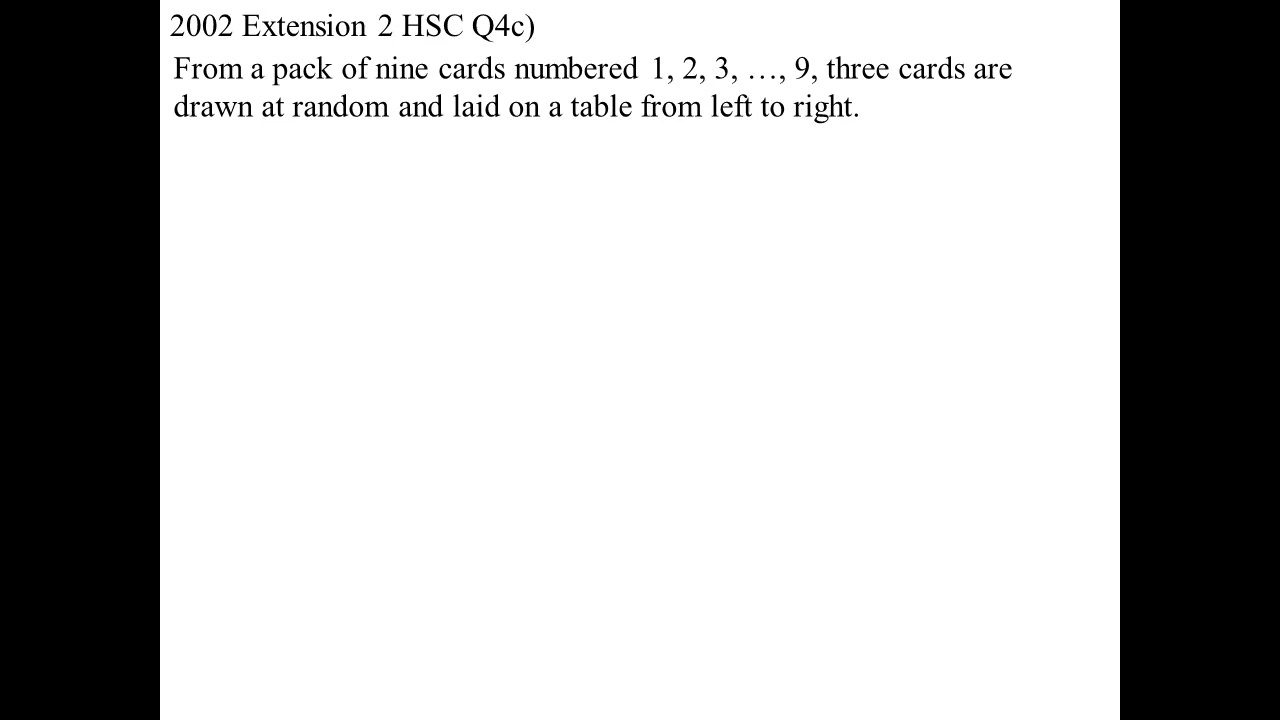 2002 Extension 2 HSC Q4c)
From a pack of nine cards numbered 1, 2, 3, …, 9, three cards are
drawn at random and laid on a table from left to right.